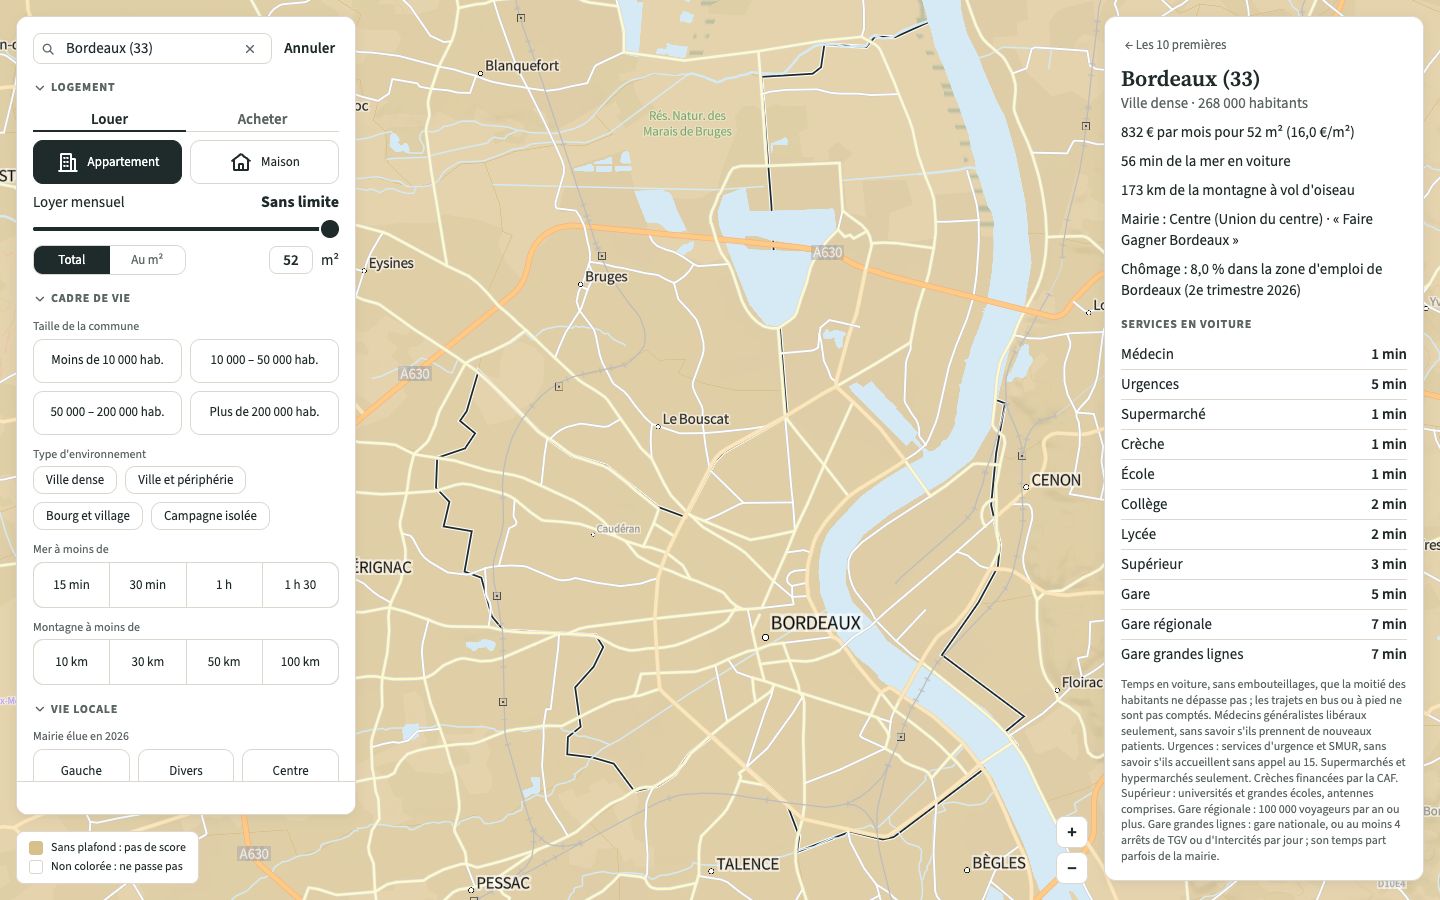 Bordeaux (33)
Annuler
LOGEMENT
Louer
Acheter
Appartement
Maison
Loyer mensuel
Sans limite
Total
Au m²
52
m²
CADRE DE VIE
Taille de la commune
Moins de 10 000 hab.
10 000 – 50 000 hab.
50 000 – 200 000 hab.
Plus de 200 000 hab.
Type d'environnement
Ville dense
Ville et périphérie
Bourg et village
Campagne isolée
Mer à moins de
15 min
30 min
1 h
1 h 30
Montagne à moins de
10 km
30 km
50 km
100 km
VIE LOCALE
Mairie élue en 2026
Gauche
Divers
Centre
Sans plafond : pas de score
Non colorée : ne passe pas
Blanquefort
Rés. Natur. des
Marais de Bruges
A630
Eysines
Bruges
A630
Le Bouscat
CENON
Caudéran
ÉRIGNAC
BORDEAUX
Floirac
A630
TALENCE
BÈGLES
PESSAC
+
−
← Les 10 premières
Bordeaux (33)
Ville dense · 268 000 habitants
832 € par mois pour 52 m² (16,0 €/m²)
56 min de la mer en voiture
173 km de la montagne à vol d'oiseau
Mairie : Centre (Union du centre) · « Faire
Gagner Bordeaux »
Chômage : 8,0 % dans la zone d'emploi de
Bordeaux (2e trimestre 2026)
SERVICES EN VOITURE
Médecin 1 min
Urgences 5 min
Supermarché 1 min
Crèche 1 min
École 1 min
Collège 2 min
Lycée 2 min
Supérieur 3 min
Gare 5 min
Gare régionale 7 min
Gare grandes lignes 7 min
Temps en voiture, sans embouteillages, que la moitié des
habitants ne dépasse pas ; les trajets en bus ou à pied ne
sont pas comptés. Médecins généralistes libéraux
seulement, sans savoir s'ils prennent de nouveaux
patients. Urgences : services d'urgence et SMUR, sans
savoir s'ils accueillent sans appel au 15. Supermarchés et
hypermarchés seulement. Crèches financées par la CAF.
Supérieur : universités et grandes écoles, antennes
comprises. Gare régionale : 100 000 voyageurs par an ou
plus. Gare grandes lignes : gare nationale, ou au moins 4
arrêts de TGV ou d'Intercités par jour ; son temps part
parfois de la mairie.
D10E4